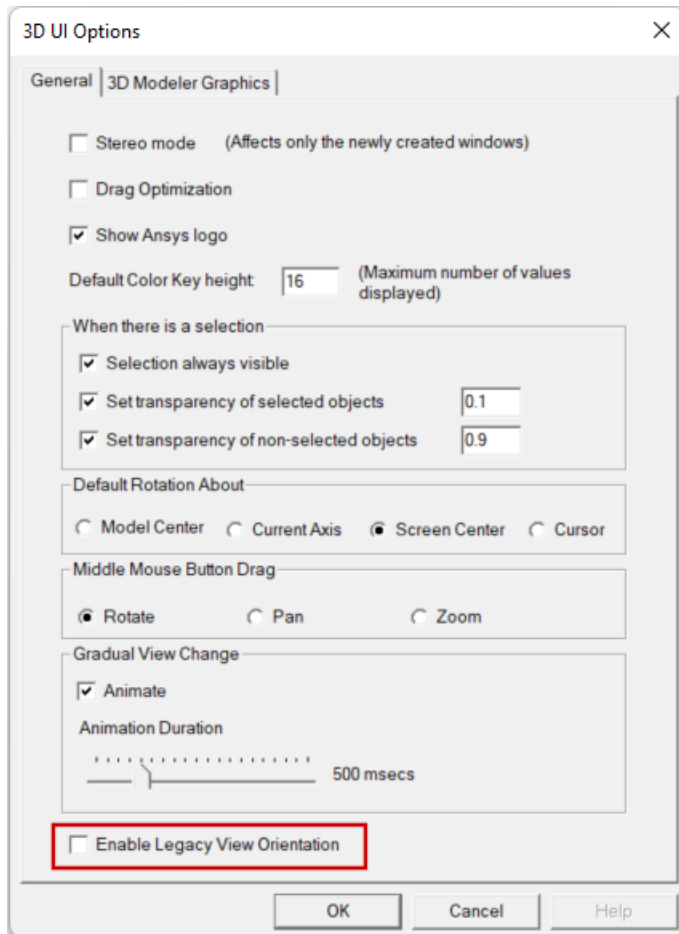 3D UI Options
General 3D Modeler Graphics
Stereo mode (Affects only the newly created windows)
Drag Optimization
Show Ansys logo
Default Color Key height: 16 (Maximum number of values
displayed)
When there is a selection
Selection always visible
Set transparency of selected objects 0.1
Set transparency of non-selected objects 0.9
Default Rotation About
Model Center Current Axis Screen Center Cursor
Middle Mouse Button Drag
Rotate Pan Zoom
Gradual View Change
Animate
Animation Duration
500 msecs
Enable Legacy View Orientation
OK Cancel Help